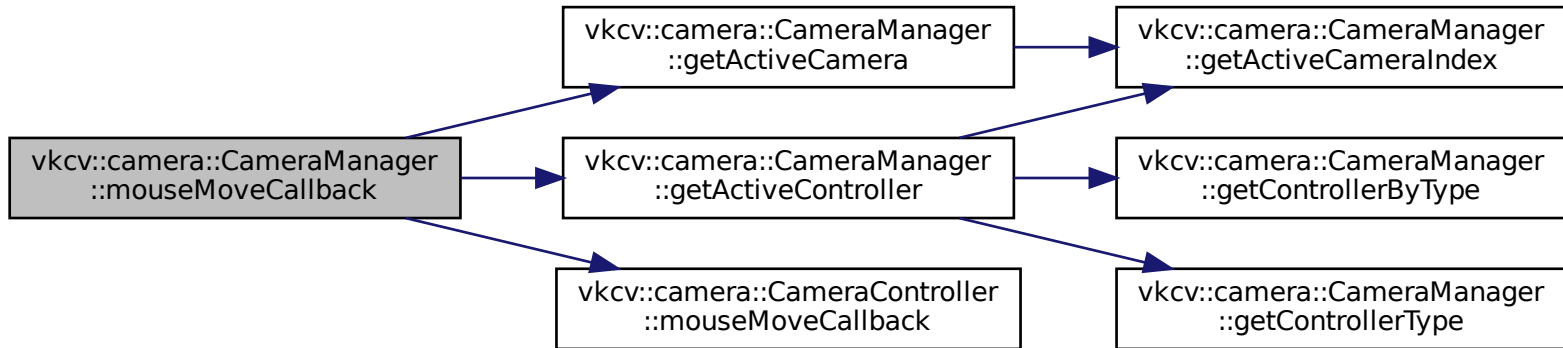 vkcv::camera::CameraManager
::mouseMoveCallback
vkcv::camera::CameraManager
::getActiveCamera
vkcv::camera::CameraManager
::getActiveController
vkcv::camera::CameraController
::mouseMoveCallback
vkcv::camera::CameraManager
::getActiveCameraIndex
vkcv::camera::CameraManager
::getControllerByType
vkcv::camera::CameraManager
::getControllerType